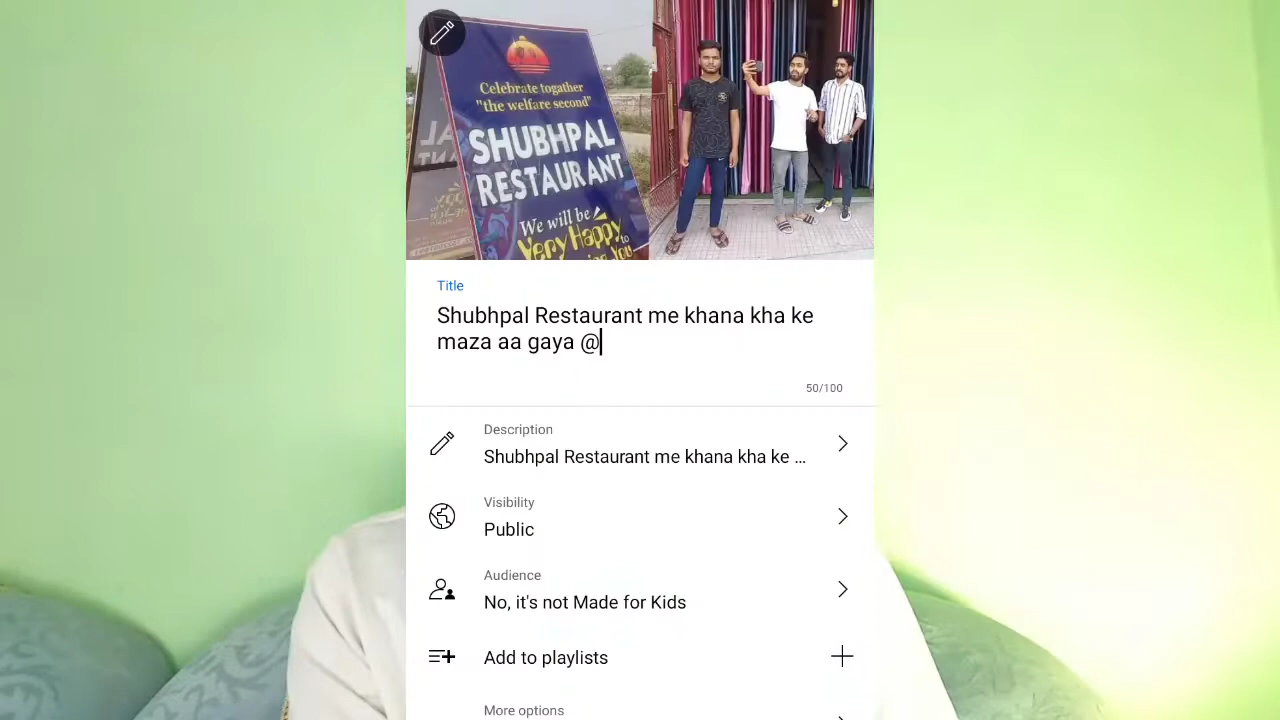 Celebrate togather
"the welfare second"
SHUBHPAL
RESTAURANT
We will be
Very Happy
to
You
Title
Shubhpal Restaurant me khana kha ke
maza aa gaya @
50/100
Description
Shubhpal Restaurant me khana kha ke ...
Visibility
Public
Audience
No, it's not Made for Kids
Add to playlists
More options